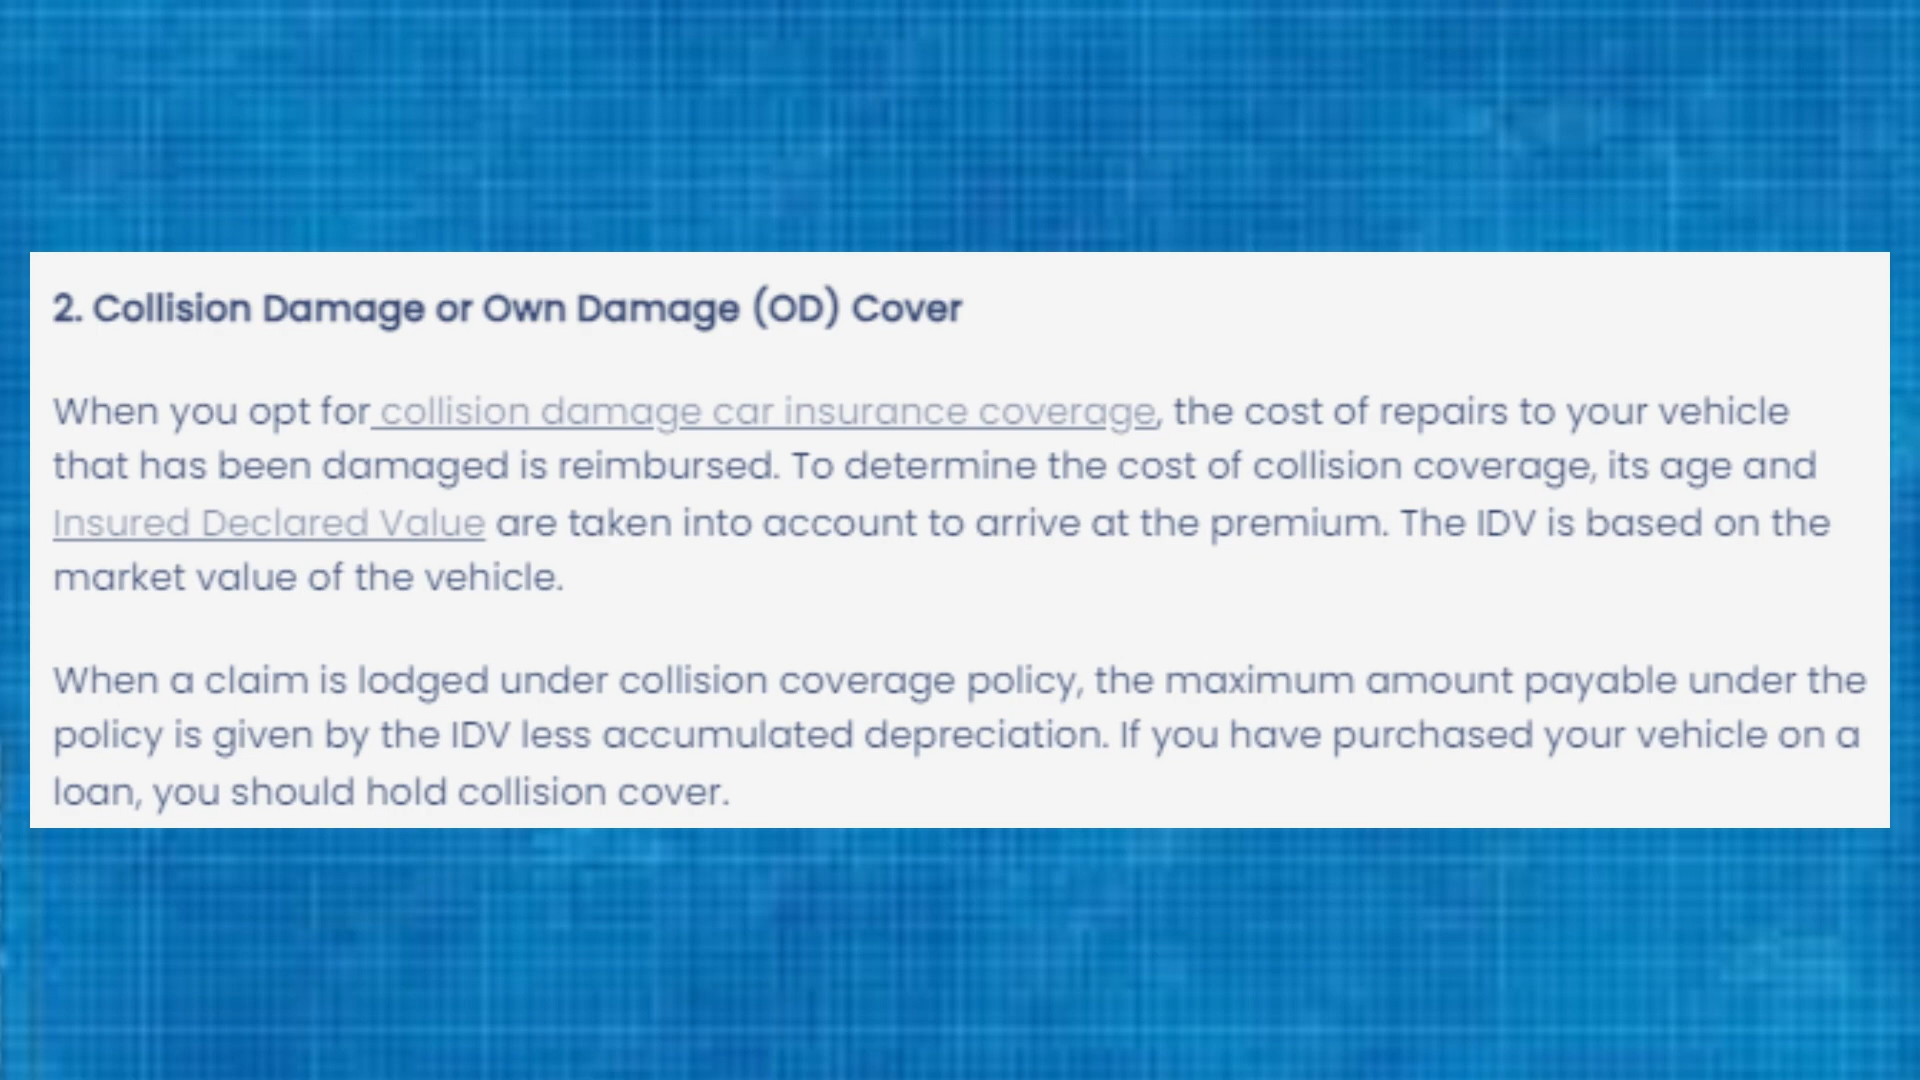 2. Collision Damage or Own Damage (OD) Cover
When you opt for collision damage car insurance coverage, the cost of repairs to your vehicle
that has been damaged is reimbursed. To determine the cost of collision coverage, its age and
Insured Declared Value are taken into account to arrive at the premium. The IDV is based on the
market value of the vehicle.
When a claim is lodged under collision coverage policy, the maximum amount payable under the
policy is given by the IDV less accumulated depreciation. If you have purchased your vehicle on a
loan, you should hold collision cover.